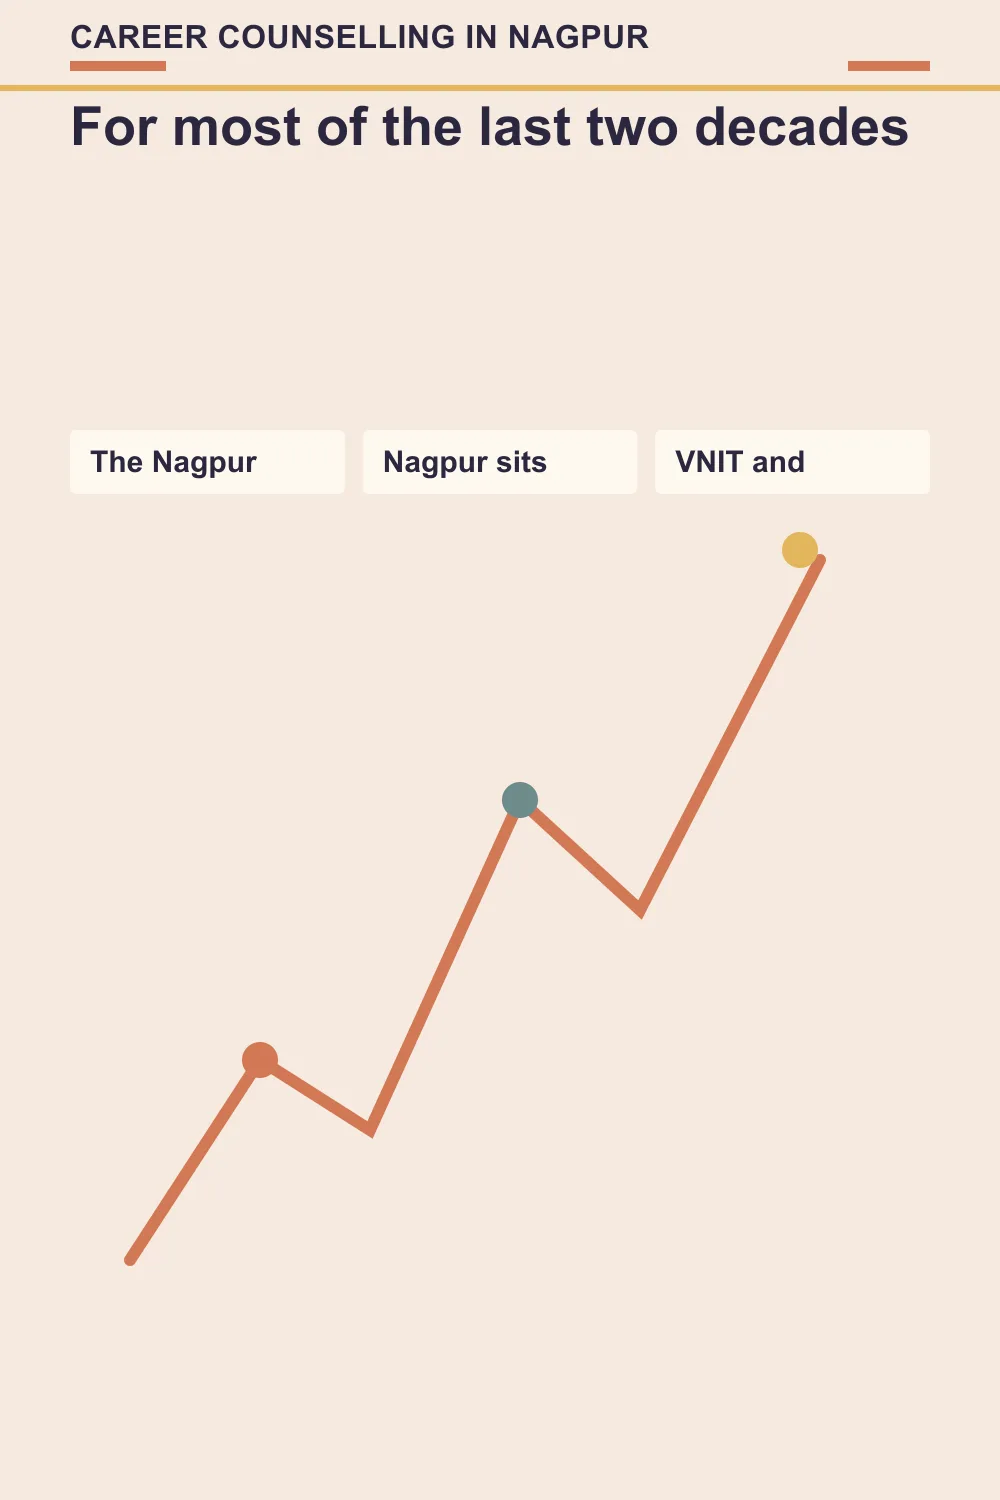 CAREER COUNSELLING IN NAGPUR
For most of the last two decades
The Nagpur
Nagpur sits
VNIT and